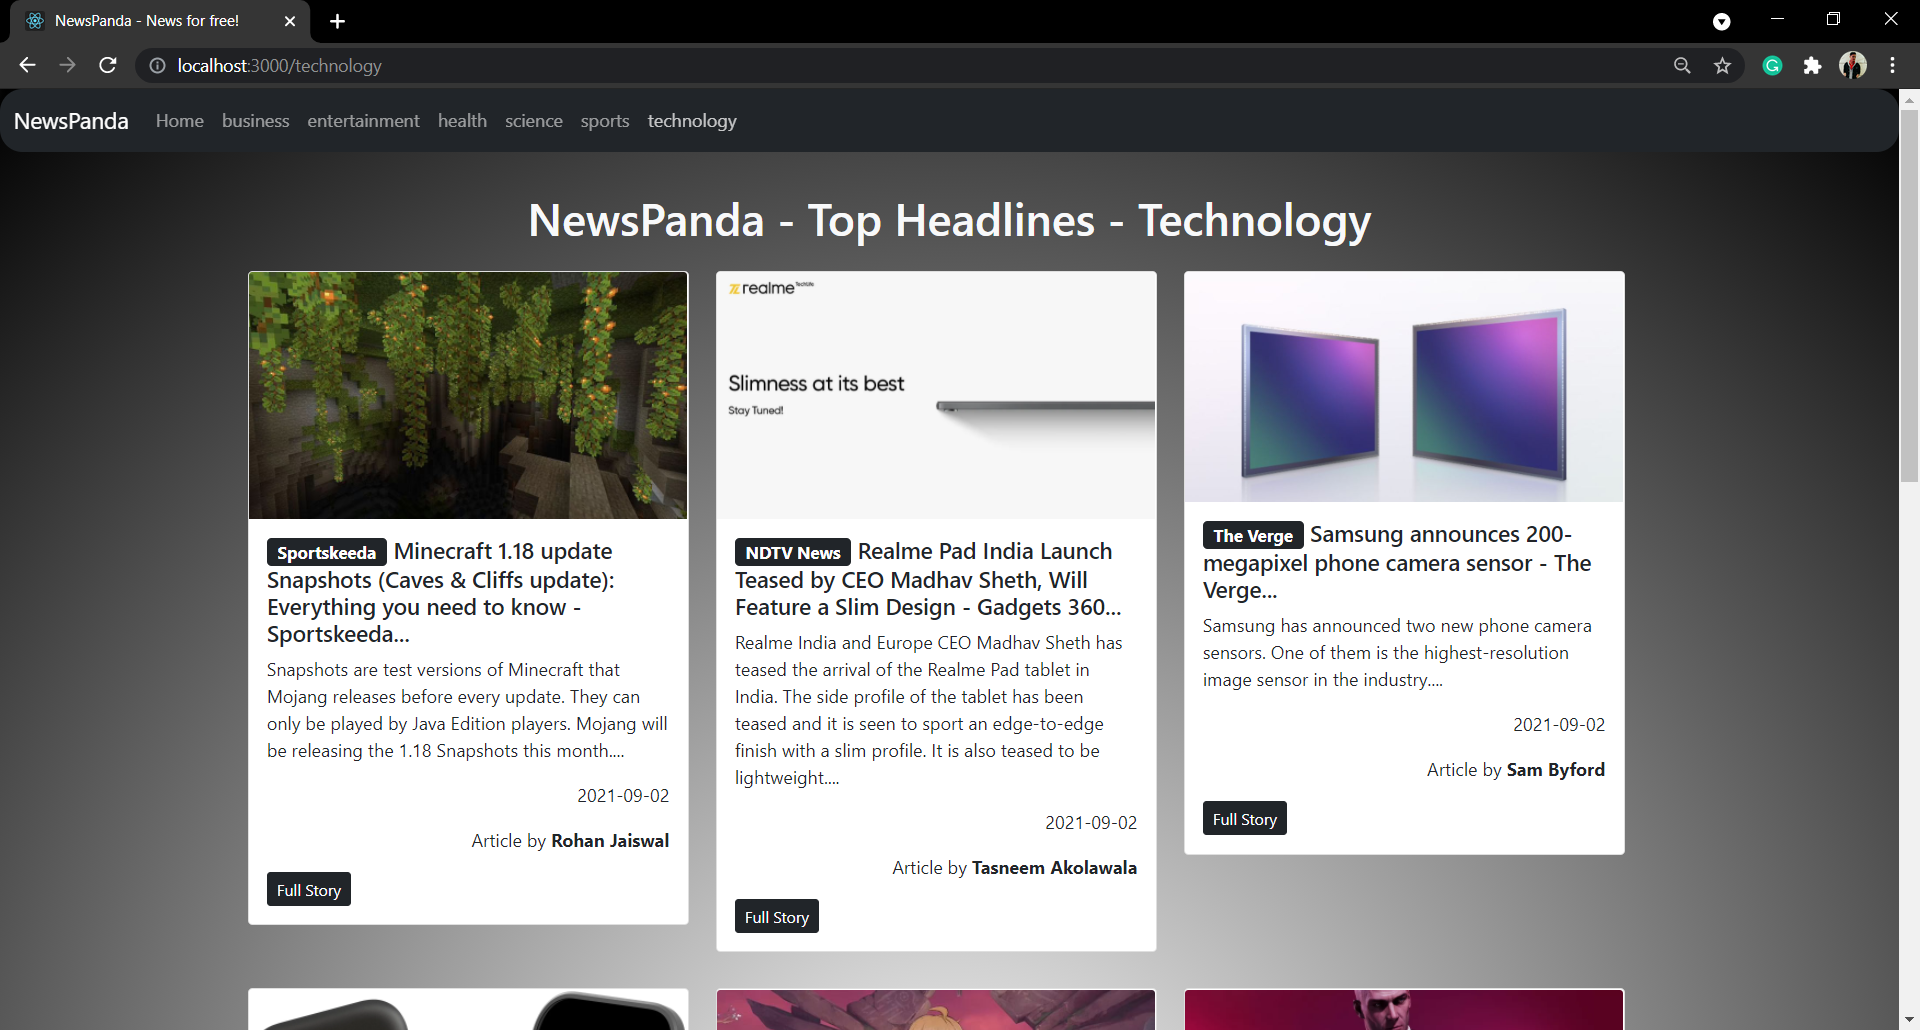 NewsPanda - News for free!
localhost:3000/technology
NewsPanda Home business entertainment health science sports technology
NewsPanda - Top Headlines - Technology
realme TechLife
Slimness at its best
Stay Tuned!
Sportskeeda Minecraft 1.18 update
Snapshots (Caves & Cliffs update):
Everything you need to know -
Sportskeeda...
Snapshots are test versions of Minecraft that
Mojang releases before every update. They can
only be played by Java Edition players. Mojang will
be releasing the 1.18 Snapshots this month....
2021-09-02
Article by Rohan Jaiswal
Full Story
NDTV News Realme Pad India Launch
Teased by CEO Madhav Sheth, Will
Feature a Slim Design - Gadgets 360...
Realme India and Europe CEO Madhav Sheth has
teased the arrival of the Realme Pad tablet in
India. The side profile of the tablet has been
teased and it is seen to sport an edge-to-edge
finish with a slim profile. It is also teased to be
lightweight....
2021-09-02
Article by Tasneem Akolawala
Full Story
The Verge Samsung announces 200-
megapixel phone camera sensor - The
Verge...
Samsung has announced two new phone camera
sensors. One of them is the highest-resolution
image sensor in the industry....
2021-09-02
Article by Sam Byford
Full Story